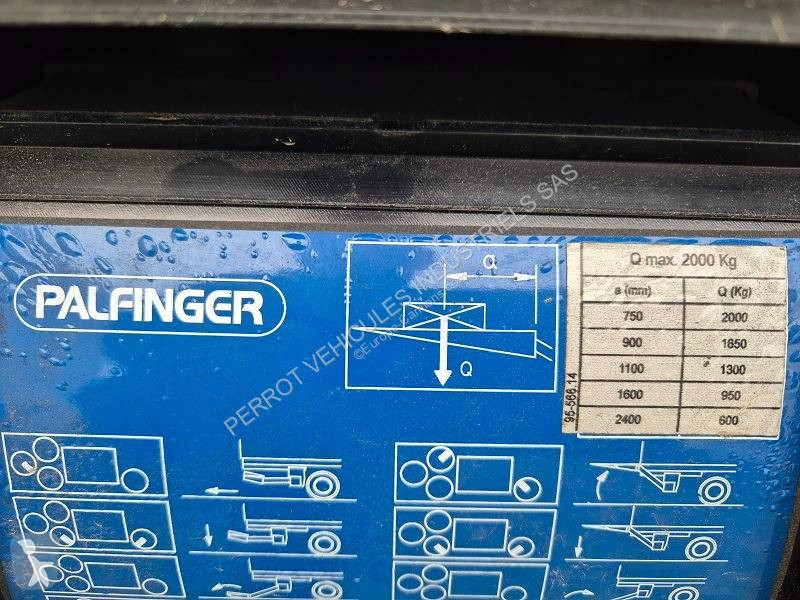 PALFINGER
a
Q
Q max. 2000 Kg
a (mm) Q (Kg)
750 2000
900 1650
1100 1300
1600 950
2400 600
95-566.14
PERROT VEHICULES INDUSTRIELS SAS